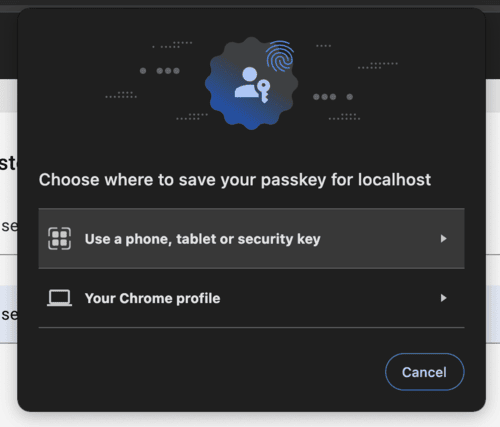 Choose where to save your passkey for localhost
Use a phone, tablet or security key
Your Chrome profile
Cancel